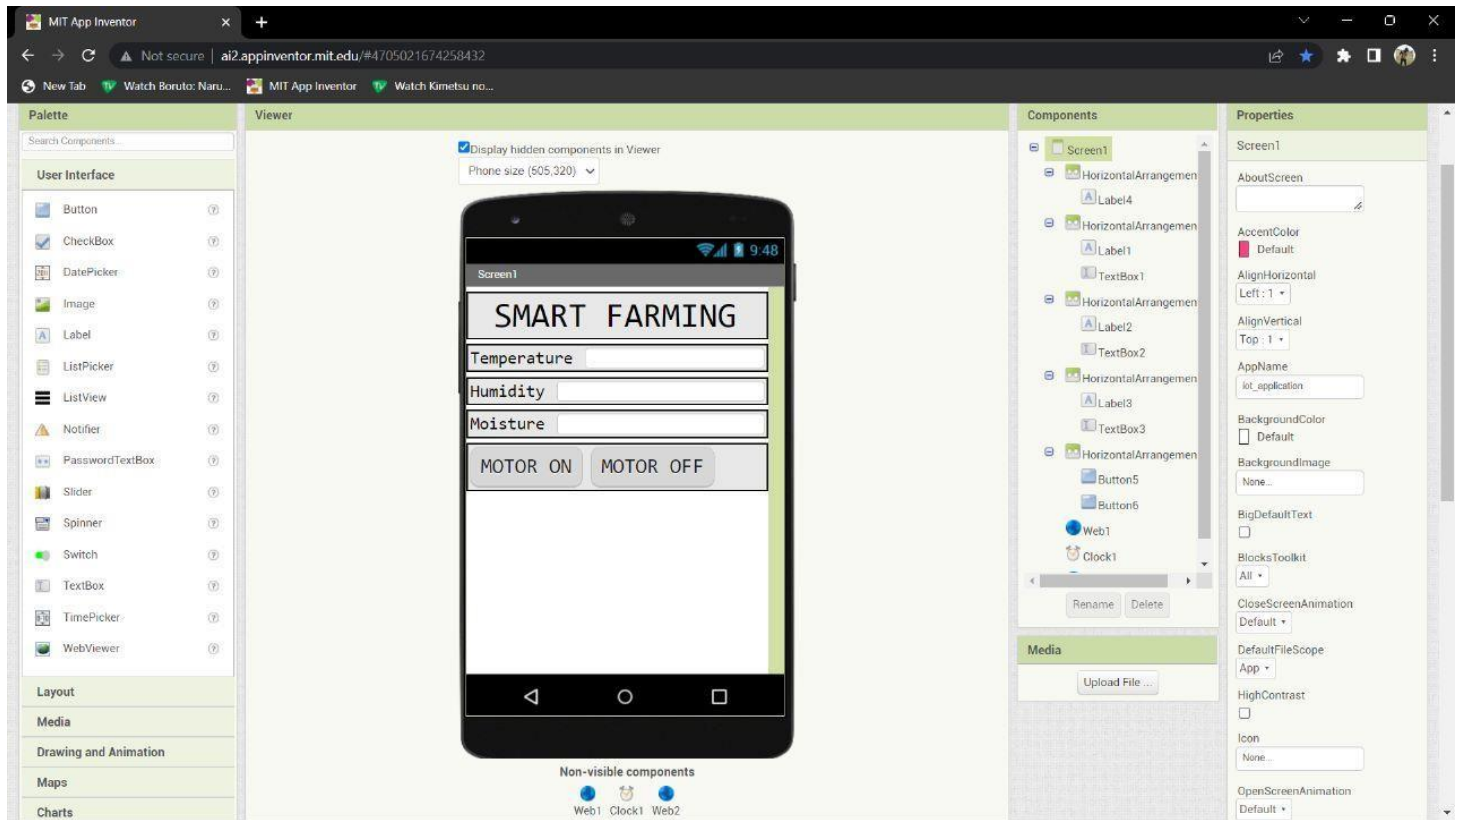 MIT App Inventor
Not secure | ai2.appinventor.mit.edu/#4705021674258432
New Tab Watch Boruto: Naru... MIT App Inventor Watch Kimetsu no...
Palette
Search Components...
User Interface
Button
CheckBox
DatePicker
Image
Label
ListPicker
ListView
Notifier
PasswordTextBox
Slider
Spinner
Switch
TextBox
TimePicker
WebViewer
Layout
Media
Drawing and Animation
Maps
Charts
Viewer
Display hidden components in Viewer
Phone size (505,320)
9:48
Screen1
SMART FARMING
Temperature
Humidity
Moisture
MOTOR ON MOTOR OFF
Non-visible components
Web1 Clock1 Web2
Components
Screen1
HorizontalArrangemen
Label4
HorizontalArrangemen
Label1
TextBox1
HorizontalArrangemen
Label2
TextBox2
HorizontalArrangemen
Label3
TextBox3
HorizontalArrangemen
Button5
Button6
Web1
Clock1
Rename Delete
Media
Upload File ...
Properties
Screen1
AboutScreen
AccentColor
Default
AlignHorizontal
Left : 1
AlignVertical
Top : 1
AppName
iot_application
BackgroundColor
Default
BackgroundImage
None...
BigDefaultText
BlocksToolkit
All
CloseScreenAnimation
Default
DefaultFileScope
App
HighContrast
Icon
None...
OpenScreenAnimation
Default